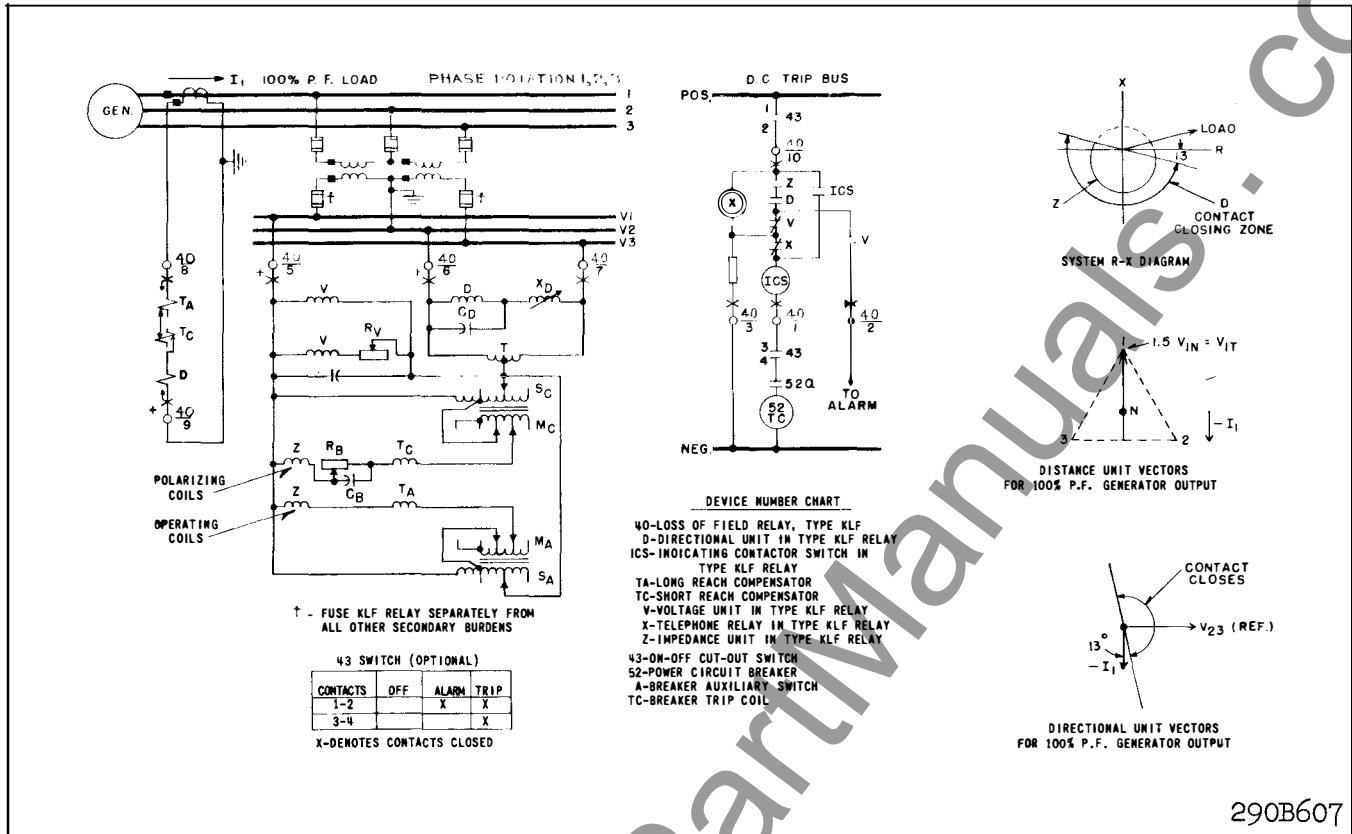 I₁ 100% P.F. LOAD
PHASE ROTATION 1,2,3
GEN.
1
2
3
†
†
V1
V2
V3
40
8
+ 40
5
+ 40
6
40
7
TA
TC
D
+ 40
9
V
D
XD
CD
V
RV
T
SC
MC
Z
RB
TC
CB
POLARIZING
COILS
Z
TA
OPERATING
COILS
MA
SA
† - FUSE KLF RELAY SEPARATELY FROM
ALL OTHER SECONDARY BURDENS
43 SWITCH (OPTIONAL)
CONTACTS OFF ALARM TRIP
1-2 X X
3-4 X
X-DENOTES CONTACTS CLOSED
D.C TRIP BUS
POS.
1
2
43
40
10
Z
D
ICS
X
V
X
V
ICS
40
3
40
1
40
2
3
4
43
52a
52
TC
TO
ALARM
NEG.
DEVICE NUMBER CHART
40-LOSS OF FIELD RELAY, TYPE KLF
D-DIRECTIONAL UNIT IN TYPE KLF RELAY
ICS-INDICATING CONTACTOR SWITCH IN
TYPE KLF RELAY
TA-LONG REACH COMPENSATOR
TC-SHORT REACH COMPENSATOR
V-VOLTAGE UNIT IN TYPE KLF RELAY
X-TELEPHONE RELAY IN TYPE KLF RELAY
Z-IMPEDANCE UNIT IN TYPE KLF RELAY
43-ON-OFF CUT-OUT SWITCH
52-POWER CIRCUIT BREAKER
A-BREAKER AUXILIARY SWITCH
TC-BREAKER TRIP COIL
X
LOAD
R
13
Z
D
CONTACT
CLOSING ZONE
SYSTEM R-X DIAGRAM
1
1.5 V1N = V1T
N
-I₁
3
2
DISTANCE UNIT VECTORS
FOR 100% P.F. GENERATOR OUTPUT
CONTACT
CLOSES
V23 (REF.)
13°
-I₁
DIRECTIONAL UNIT VECTORS
FOR 100% P.F. GENERATOR OUTPUT
290B607
PartManuals.co